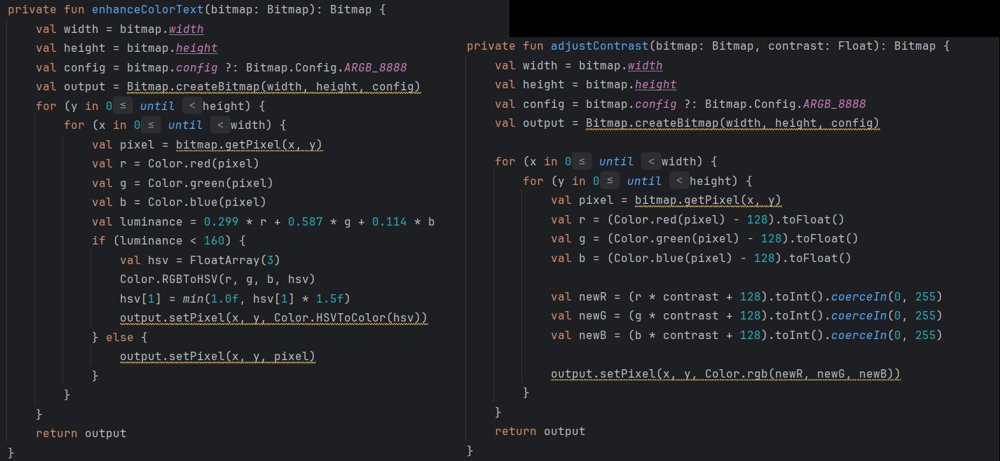 private fun enhanceColorText(bitmap: Bitmap): Bitmap {
    val width = bitmap.width
    val height = bitmap.height
    val config = bitmap.config ?: Bitmap.Config.ARGB_8888
    val output = Bitmap.createBitmap(width, height, config)
    for (y in 0 ≤ until < height) {
        for (x in 0 ≤ until < width) {
            val pixel = bitmap.getPixel(x, y)
            val r = Color.red(pixel)
            val g = Color.green(pixel)
            val b = Color.blue(pixel)
            val luminance = 0.299 * r + 0.587 * g + 0.114 * b
            if (luminance < 160) {
                val hsv = FloatArray(3)
                Color.RGBToHSV(r, g, b, hsv)
                hsv[1] = min(1.0f, hsv[1] * 1.5f)
                output.setPixel(x, y, Color.HSVToColor(hsv))
            } else {
                output.setPixel(x, y, pixel)
            }
        }
    }
    return output
}
private fun adjustContrast(bitmap: Bitmap, contrast: Float): Bitmap {
    val width = bitmap.width
    val height = bitmap.height
    val config = bitmap.config ?: Bitmap.Config.ARGB_8888
    val output = Bitmap.createBitmap(width, height, config)

    for (x in 0 ≤ until < width) {
        for (y in 0 ≤ until < height) {
            val pixel = bitmap.getPixel(x, y)
            val r = (Color.red(pixel) - 128).toFloat()
            val g = (Color.green(pixel) - 128).toFloat()
            val b = (Color.blue(pixel) - 128).toFloat()

            val newR = (r * contrast + 128).toInt().coerceIn(0, 255)
            val newG = (g * contrast + 128).toInt().coerceIn(0, 255)
            val newB = (b * contrast + 128).toInt().coerceIn(0, 255)

            output.setPixel(x, y, Color.rgb(newR, newG, newB))
        }
    }
    return output
}